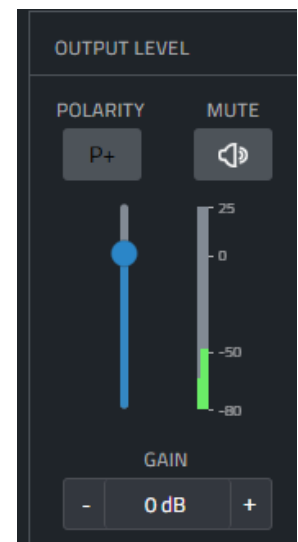 OUTPUT LEVEL
POLARITY MUTE
P+
25
0
-50
-80
GAIN
- 0 dB +